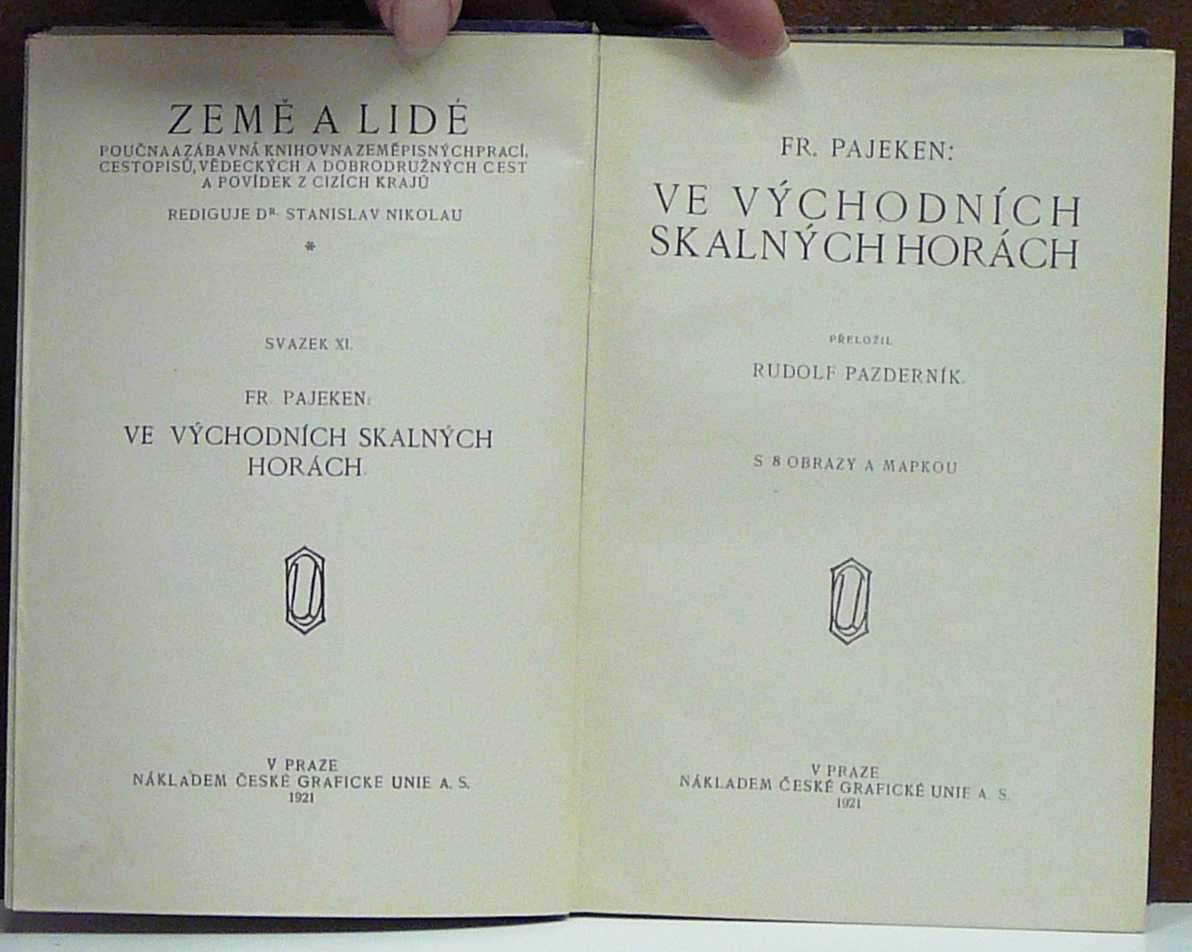 ZEMĚ A LIDÉ
POUČNA A ZÁBAVNÁ KNIHOVNA ZEMĚPISNÝCH PRACÍ,
CESTOPISŮ, VĚDECKÝCH A DOBRODRUŽNÝCH CEST
A POVÍDEK Z CIZÍCH KRAJŮ
REDIGUJE DR. STANISLAV NIKOLAU
*
SVAZEK XI.
FR. PAJEKEN:
VE VÝCHODNÍCH SKALNÝCH
HORÁCH
V PRAZE
NÁKLADEM ČESKÉ GRAFICKÉ UNIE A. S.
1921
FR. PAJEKEN:
VE VÝCHODNÍCH
SKALNÝCH HORÁCH
PŘELOŽIL
RUDOLF PAZDERNÍK.
S 8 OBRAZY A MAPKOU
V PRAZE
NÁKLADEM ČESKÉ GRAFICKÉ UNIE A. S.
1921